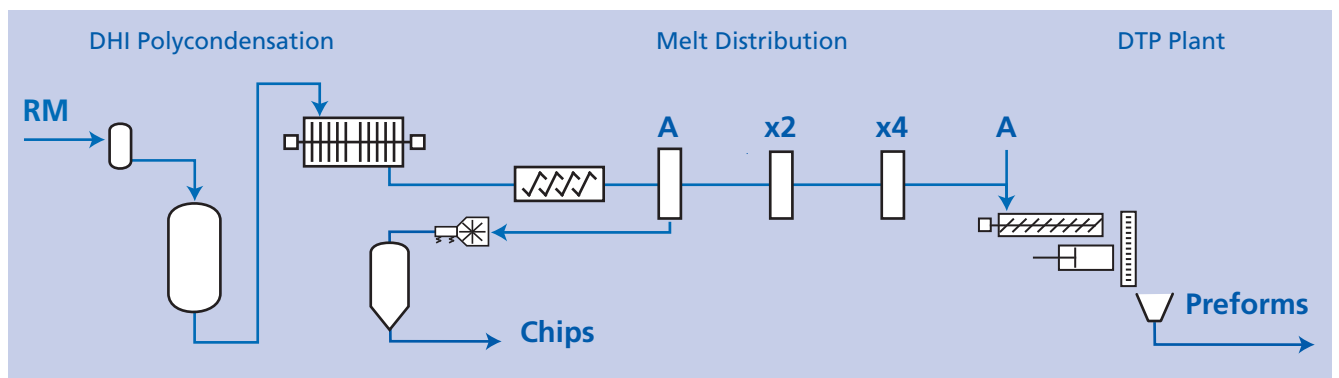 DHI Polycondensation
Melt Distribution
DTP Plant
RM
A
x2
x4
A
Chips
Preforms